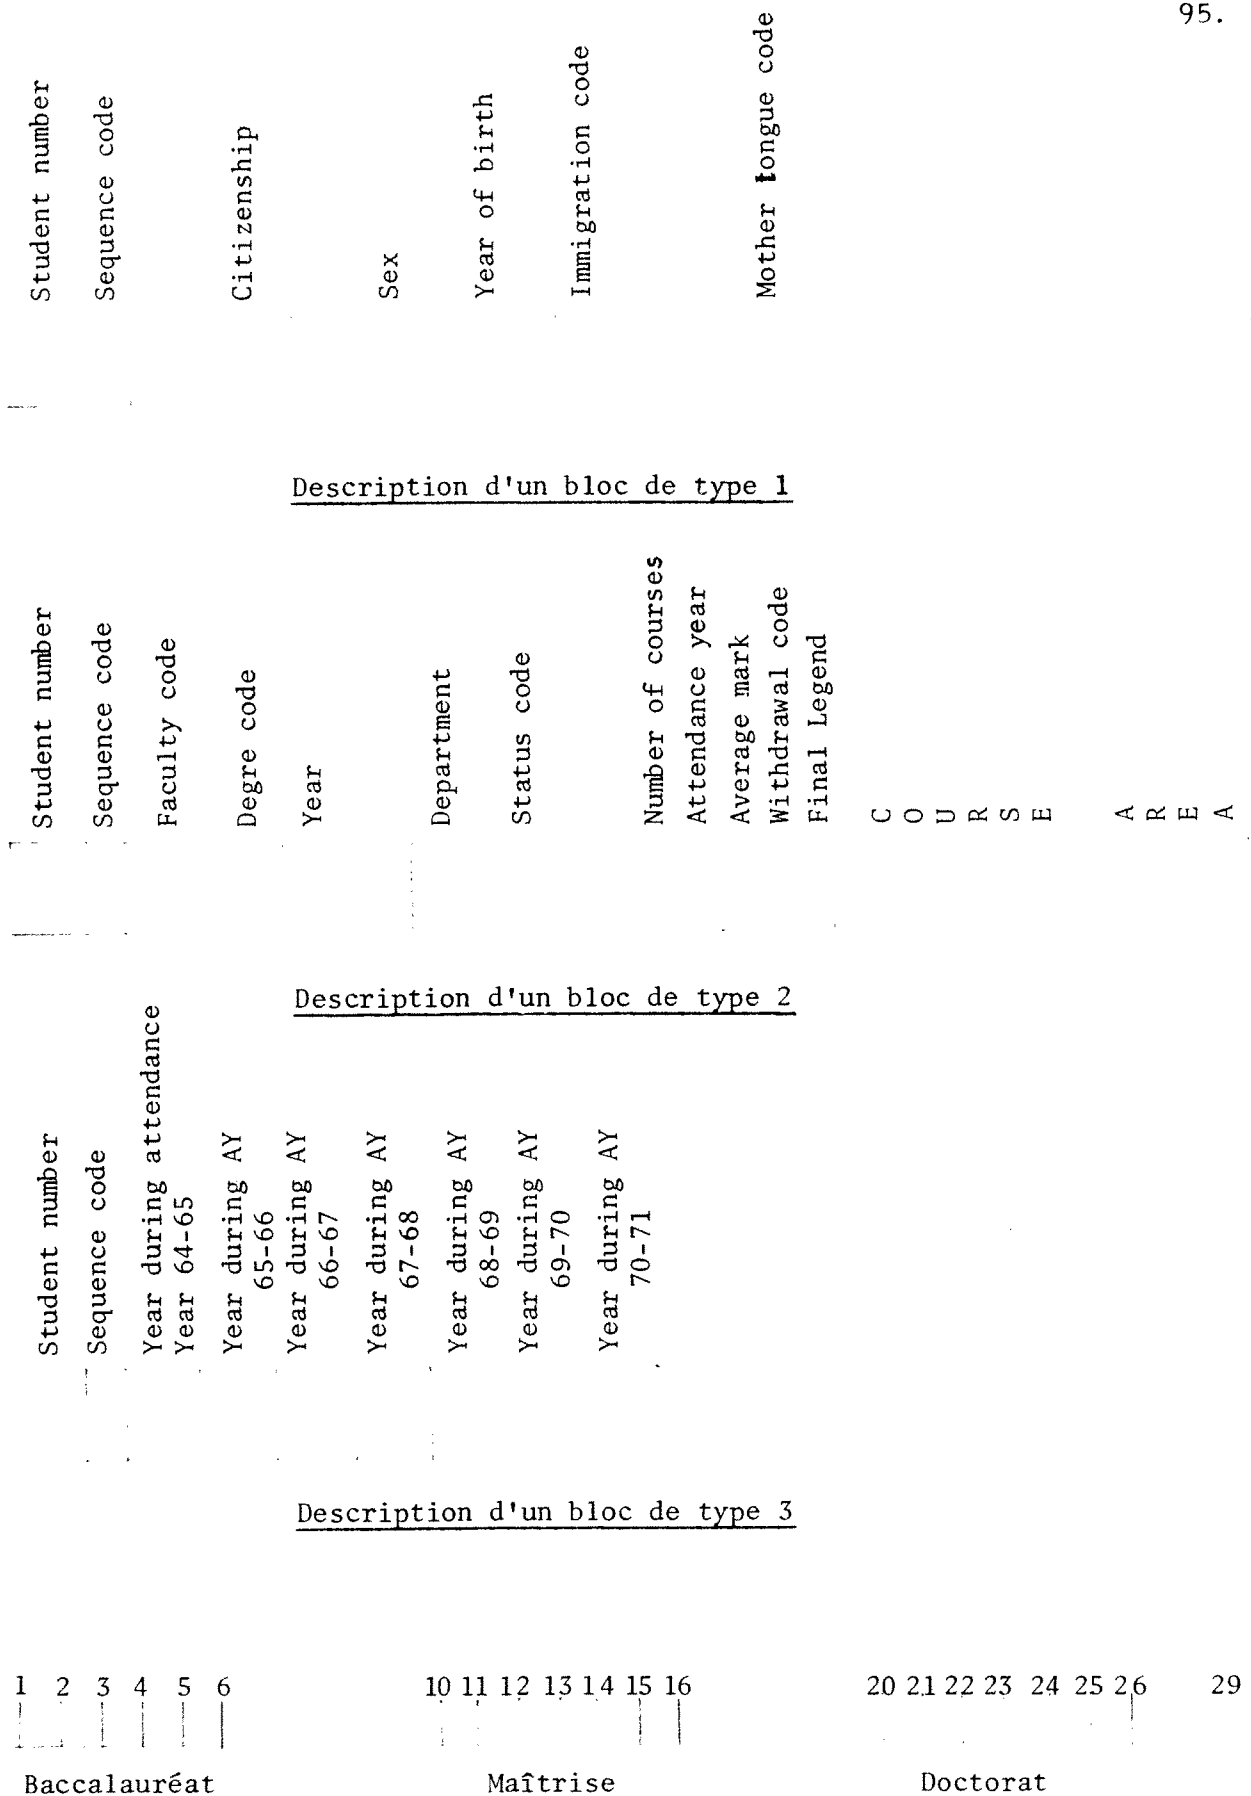 95.
Student number
Sequence code
Citizenship
Sex
Year of birth
Immigration code
Mother tongue code
Description d'un bloc de type 1
Student number
Sequence code
Faculty code
Degre code
Year
Department
Status code
Number of courses
Attendance year
Average mark
Withdrawal code
Final Legend
C O U R S E A R E A
Description d'un bloc de type 2
Student number
Sequence code
Year during attendance
Year 64-65
Year during AY
65-66
Year during AY
66-67
Year during AY
67-68
Year during AY
68-69
Year during AY
69-70
Year during AY
70-71
Description d'un bloc de type 3
1 2 3 4 5 6 10 11 12 13 14 15 16 20 21 22 23 24 25 26 29
Baccalauréat Maîtrise Doctorat